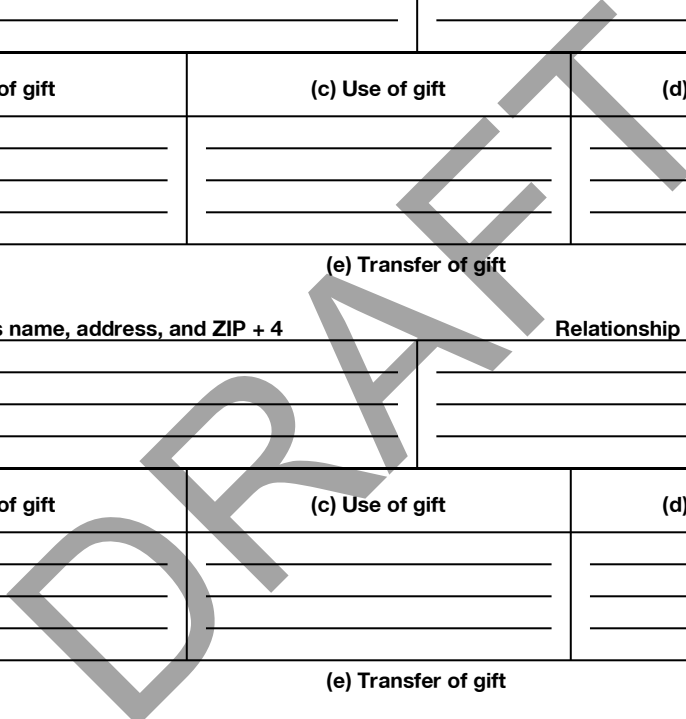 of gift (c) Use of gift (d)
(e) Transfer of gift
name, address, and ZIP + 4 Relationship
of gift (c) Use of gift (d)
(e) Transfer of gift
DRAFT